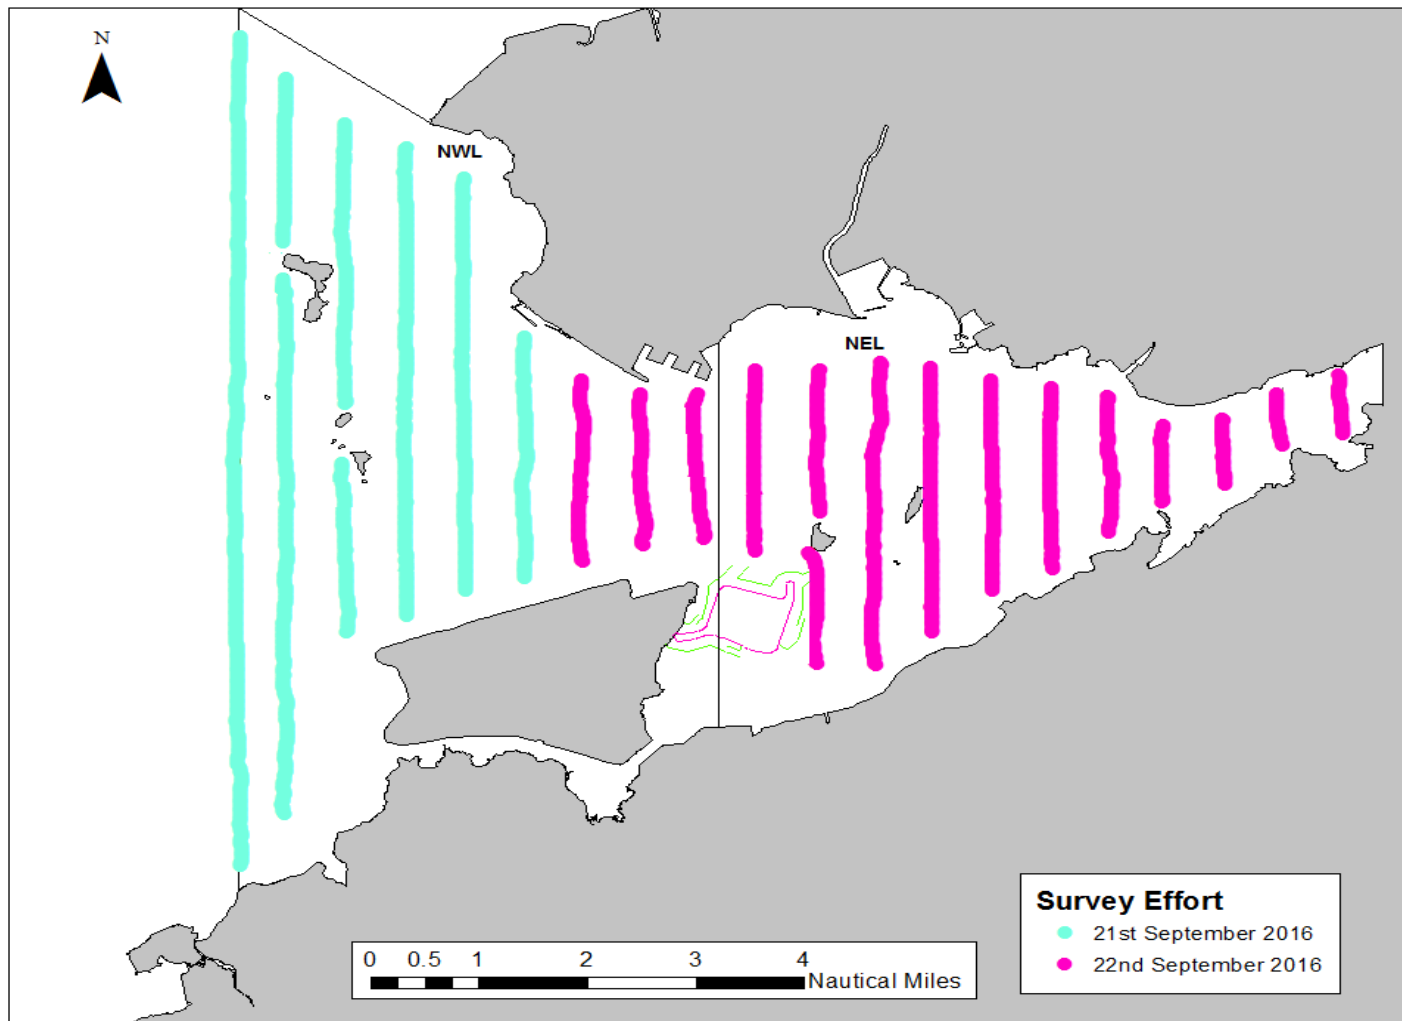 N
NWL
NEL
Survey Effort
21st September 2016
22nd September 2016
0 0.5 1 2 3 4
Nautical Miles